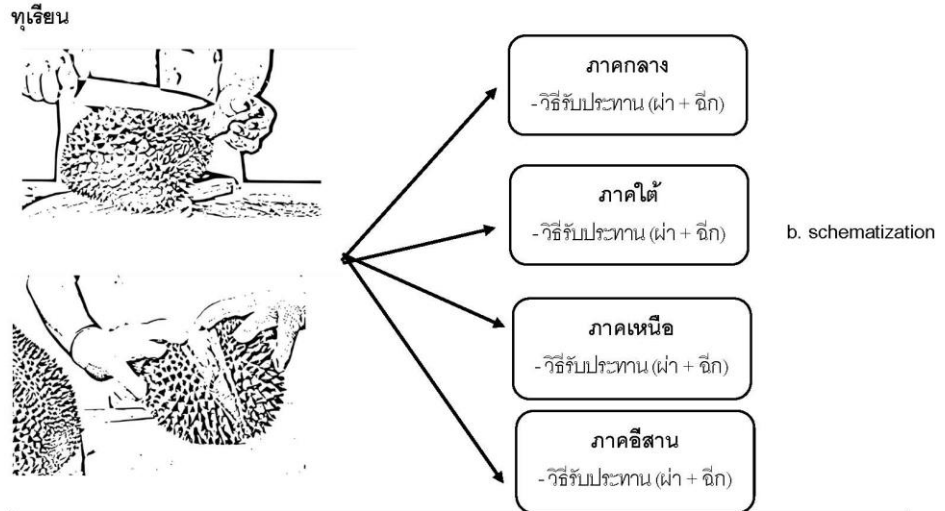 ทุเรียน
ภาคกลาง
-วิธีรับประทาน (ผ่า + ฉีก)
ภาคใต้
-วิธีรับประทาน (ผ่า + ฉีก)
b. schematization
ภาคเหนือ
-วิธีรับประทาน (ผ่า + ฉีก)
ภาคอีสาน
-วิธีรับประทาน (ผ่า + ฉีก)